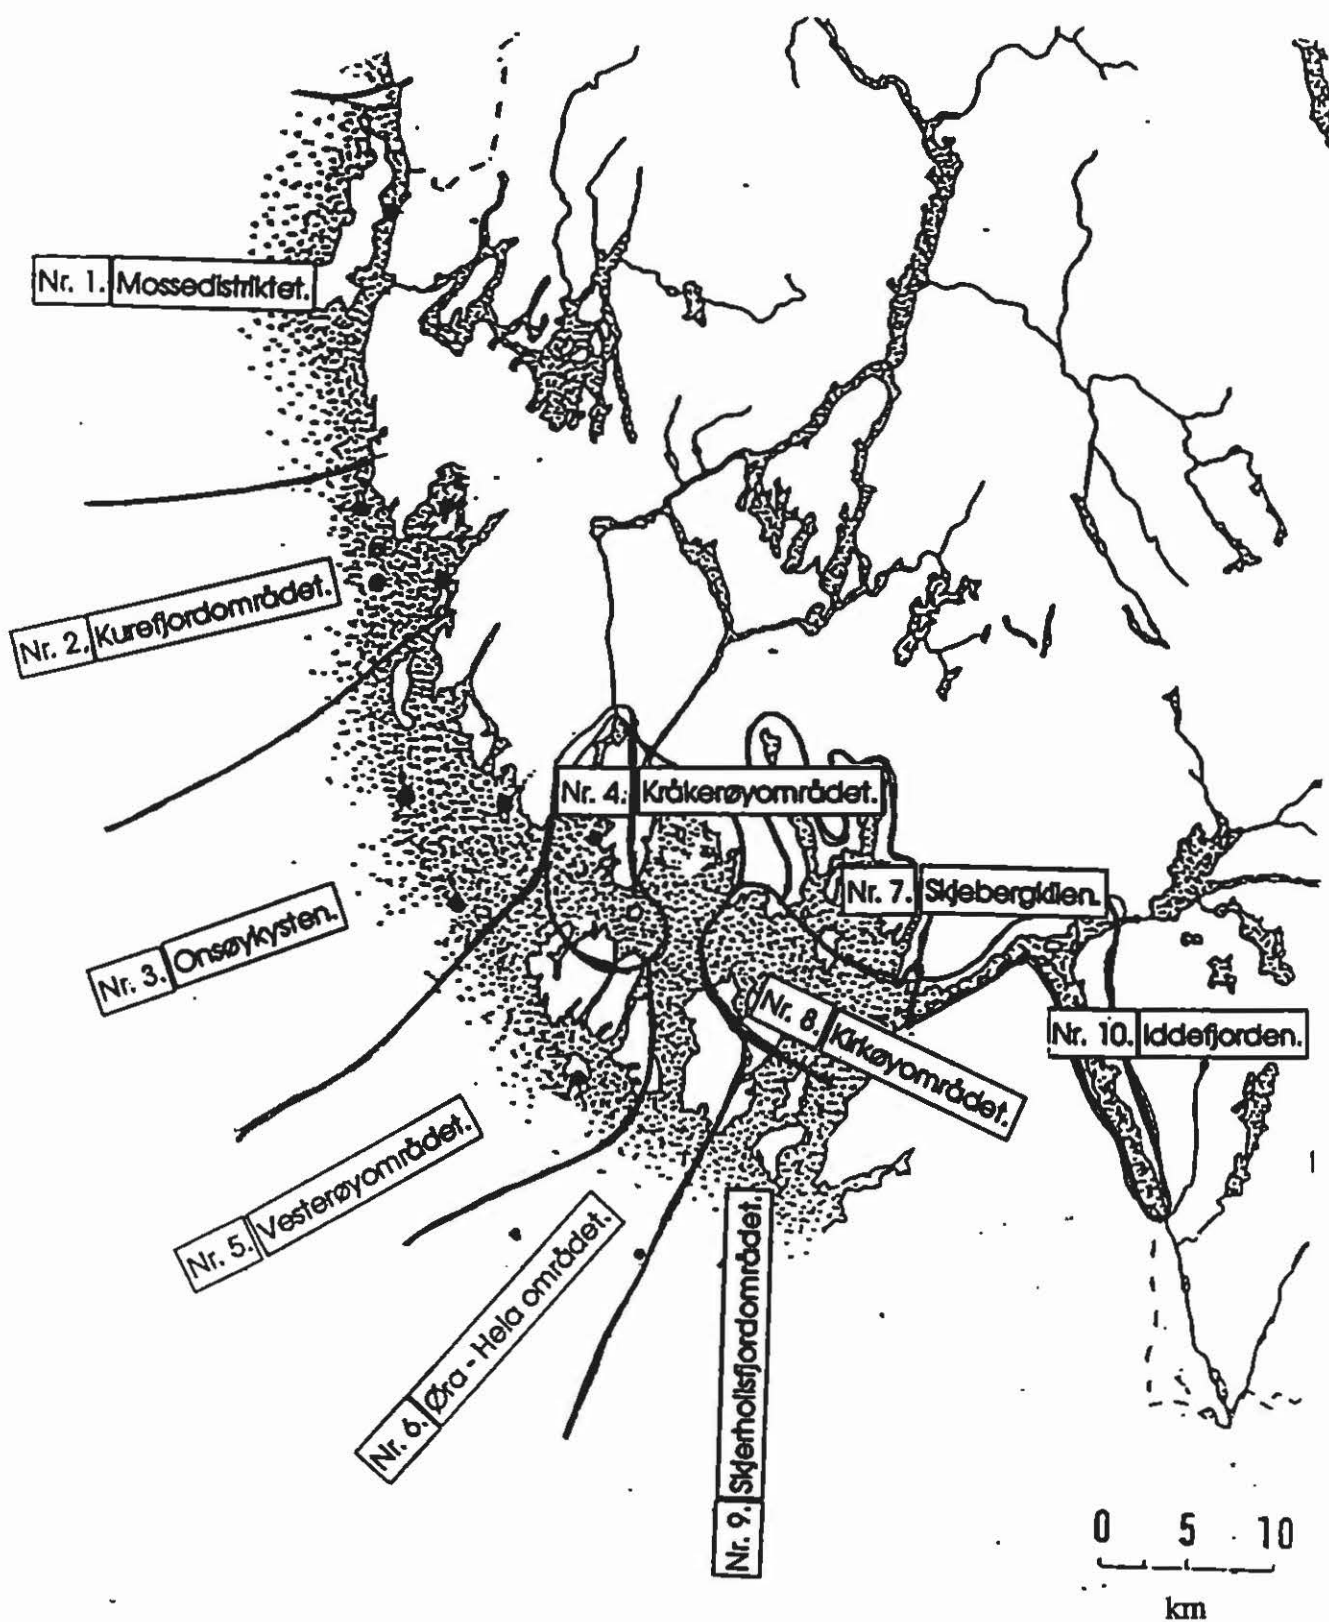 Nr. 1. Mossedistriktet.
Nr. 2. Kurefjordområdet.
Nr. 4. Kråkerøyområdet.
Nr. 7. Skjebergkilen.
Nr. 3. Onsøykysten.
Nr. 8. Kirkøyområdet.
Nr. 10. Iddefjorden.
Nr. 5. Vesterøyområdet.
Nr. 6. Øra - Hela området.
Nr. 9. Skjerhollsfjordområdet.
0 5 10
km